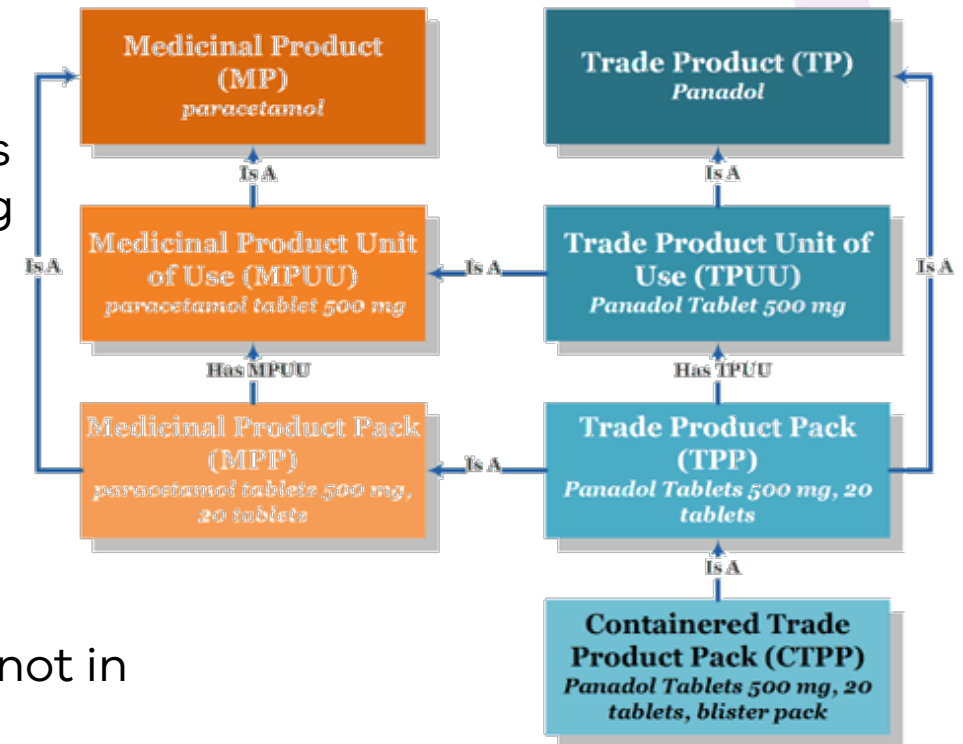 Medicinal Product
(MP)
paracetamol
Trade Product (TP)
Panadol
s
g
Is A
Is A
Medicinal Product Unit
of Use (MPUU)
paracetamol tablet 500 mg
Is A
Trade Product Unit of
Use (TPUU)
Panadol Tablet 500 mg
Is A
Is A
Has MPUU
Has TPUU
Medicinal Product Pack
(MPP)
paracetamol tablets 500 mg,
20 tablets
Is A
Trade Product Pack
(TPP)
Panadol Tablets 500 mg, 20
tablets
Is A
not in
Containered Trade
Product Pack (CTPP)
Panadol Tablets 500 mg, 20
tablets, blister pack